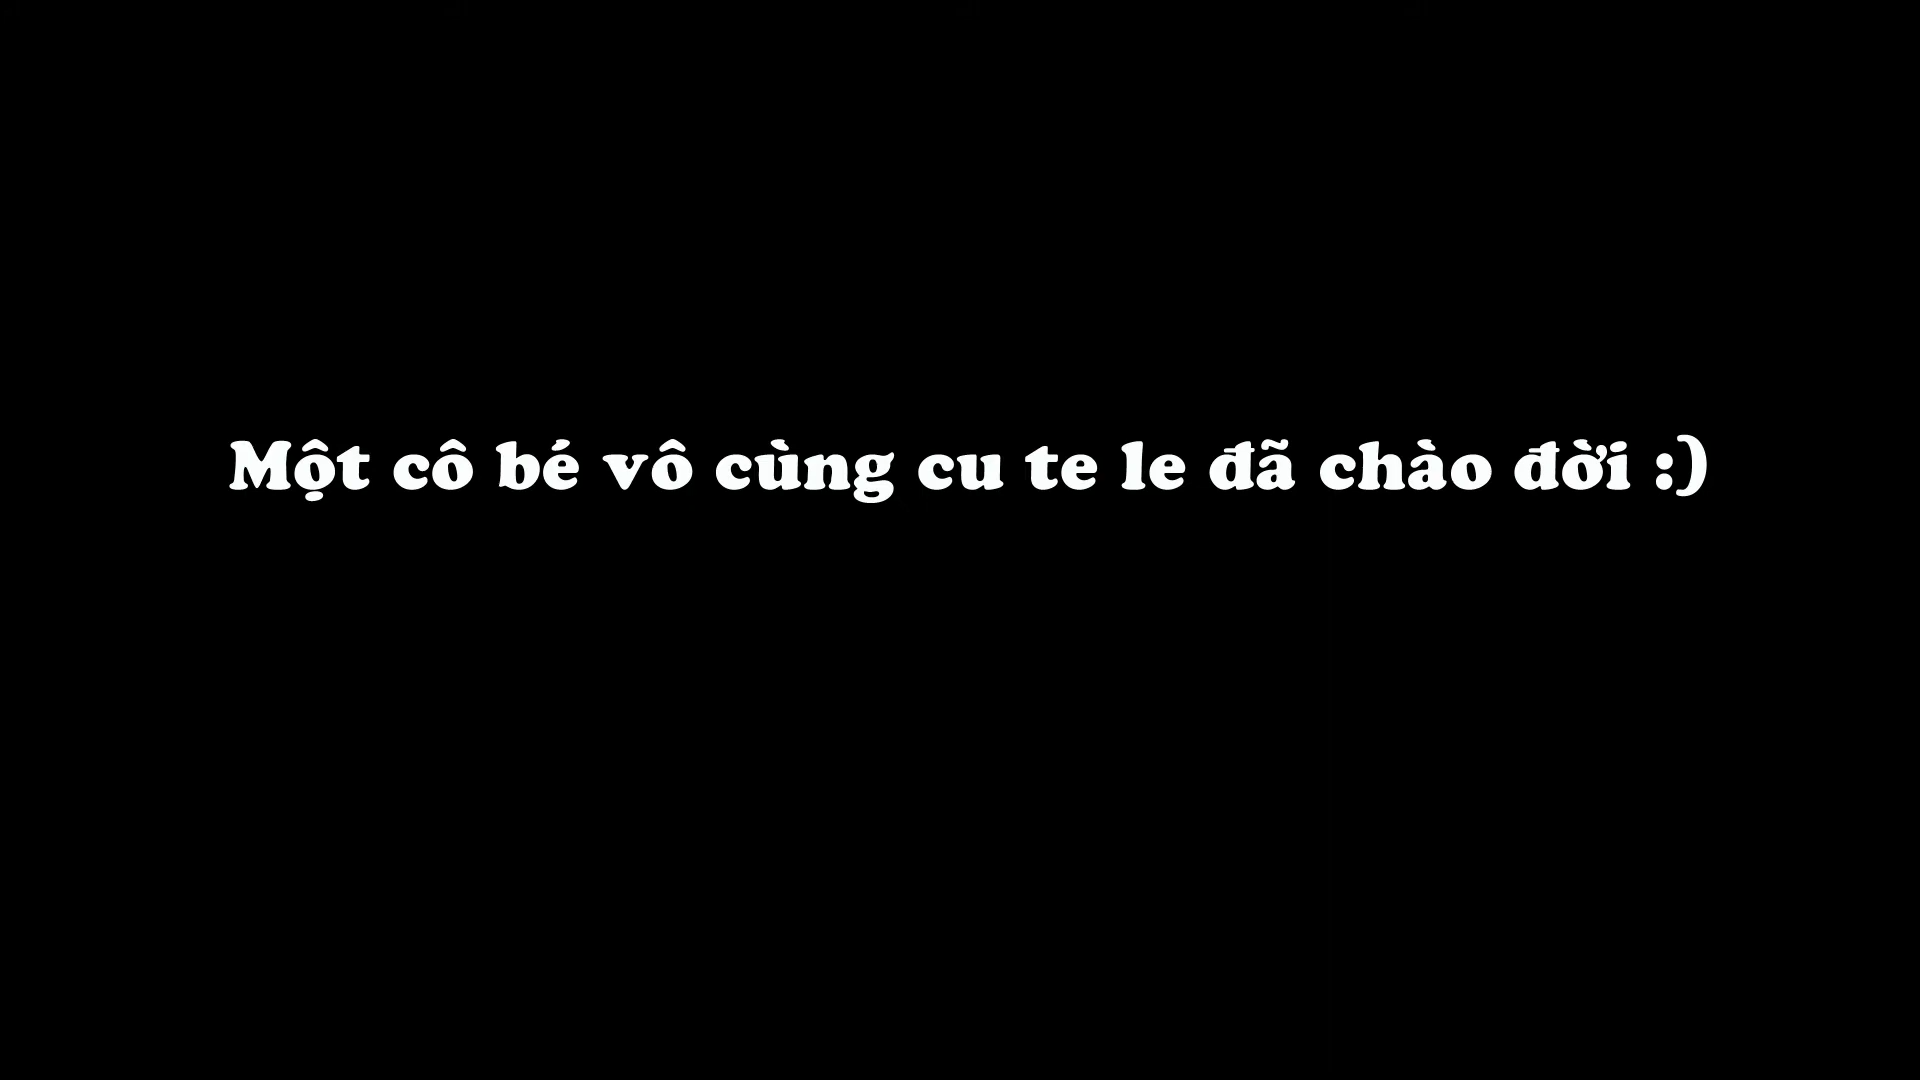 Một cô bé vô cùng cu te le đã chào đời :)